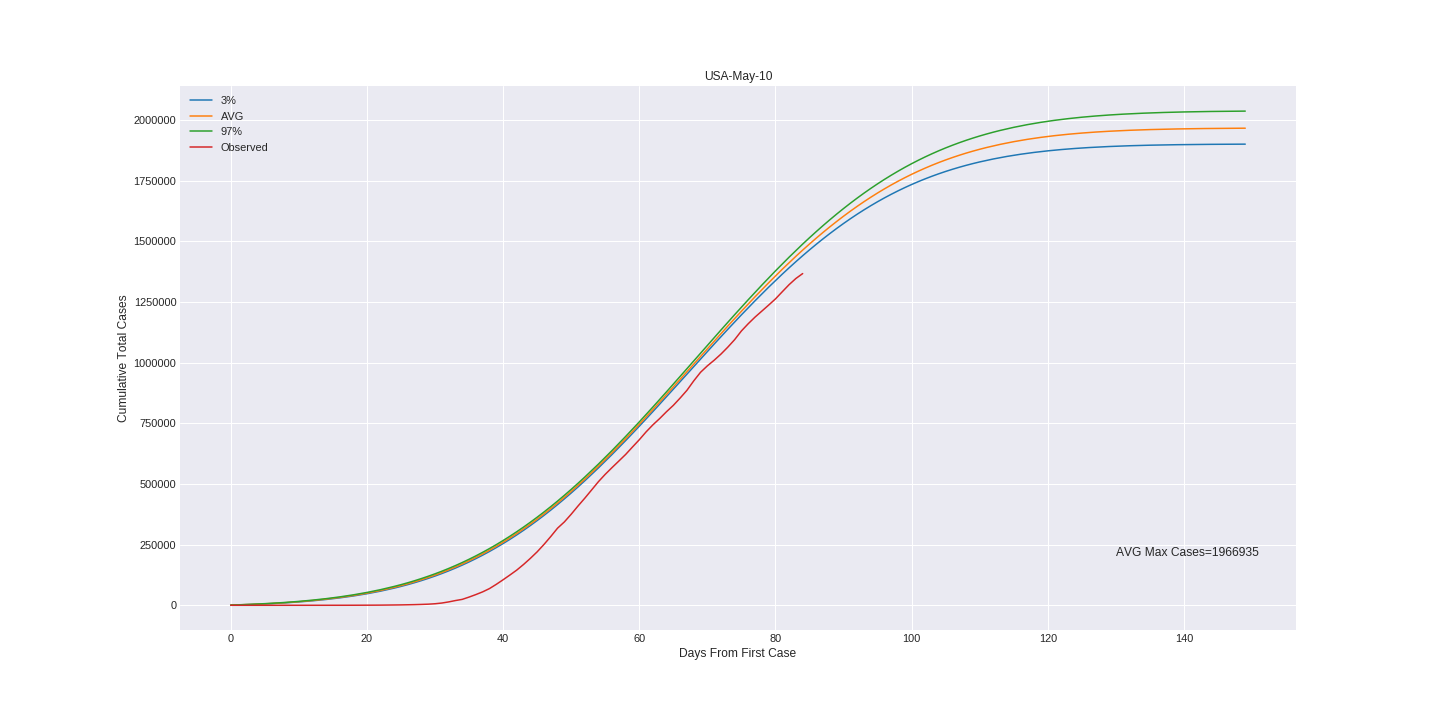 USA-May-10
3%
AVG
97%
Observed
2000000
1750000
1500000
1250000
1000000
750000
500000
250000
0
Cumulative Total Cases
AVG Max Cases=1966935
0 20 40 60 80 100 120 140
Days From First Case